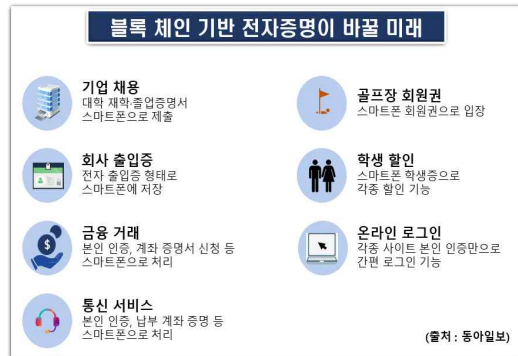 블록 체인 기반 전자증명이 바꿀 미래
기업 채용
대학 재학·졸업증명서
스마트폰으로 제출
회사 출입증
전자 출입증 형태로
스마트폰에 저장
금융 거래
본인 인증, 계좌 증명서 신청 등
스마트폰으로 처리
통신 서비스
본인 인증, 납부 계좌 증명 등
스마트폰으로 처리
골프장 회원권
스마트폰 회원권으로 입장
학생 할인
스마트폰 학생증으로
각종 할인 기능
온라인 로그인
각종 사이트 본인 인증만으로
간편 로그인 기능
(출처 : 동아일보)